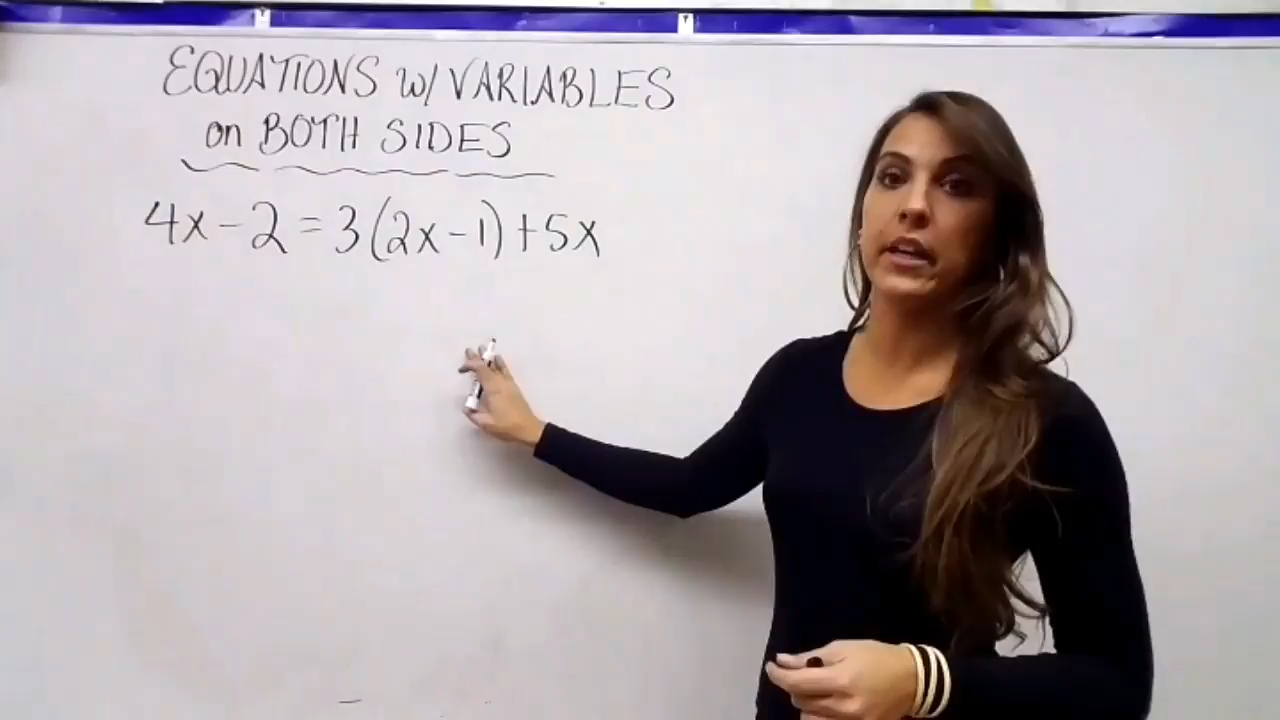 EQUATIONS w/ VARIABLES
on BOTH SIDES
4x - 2 = 3(2x - 1) + 5x